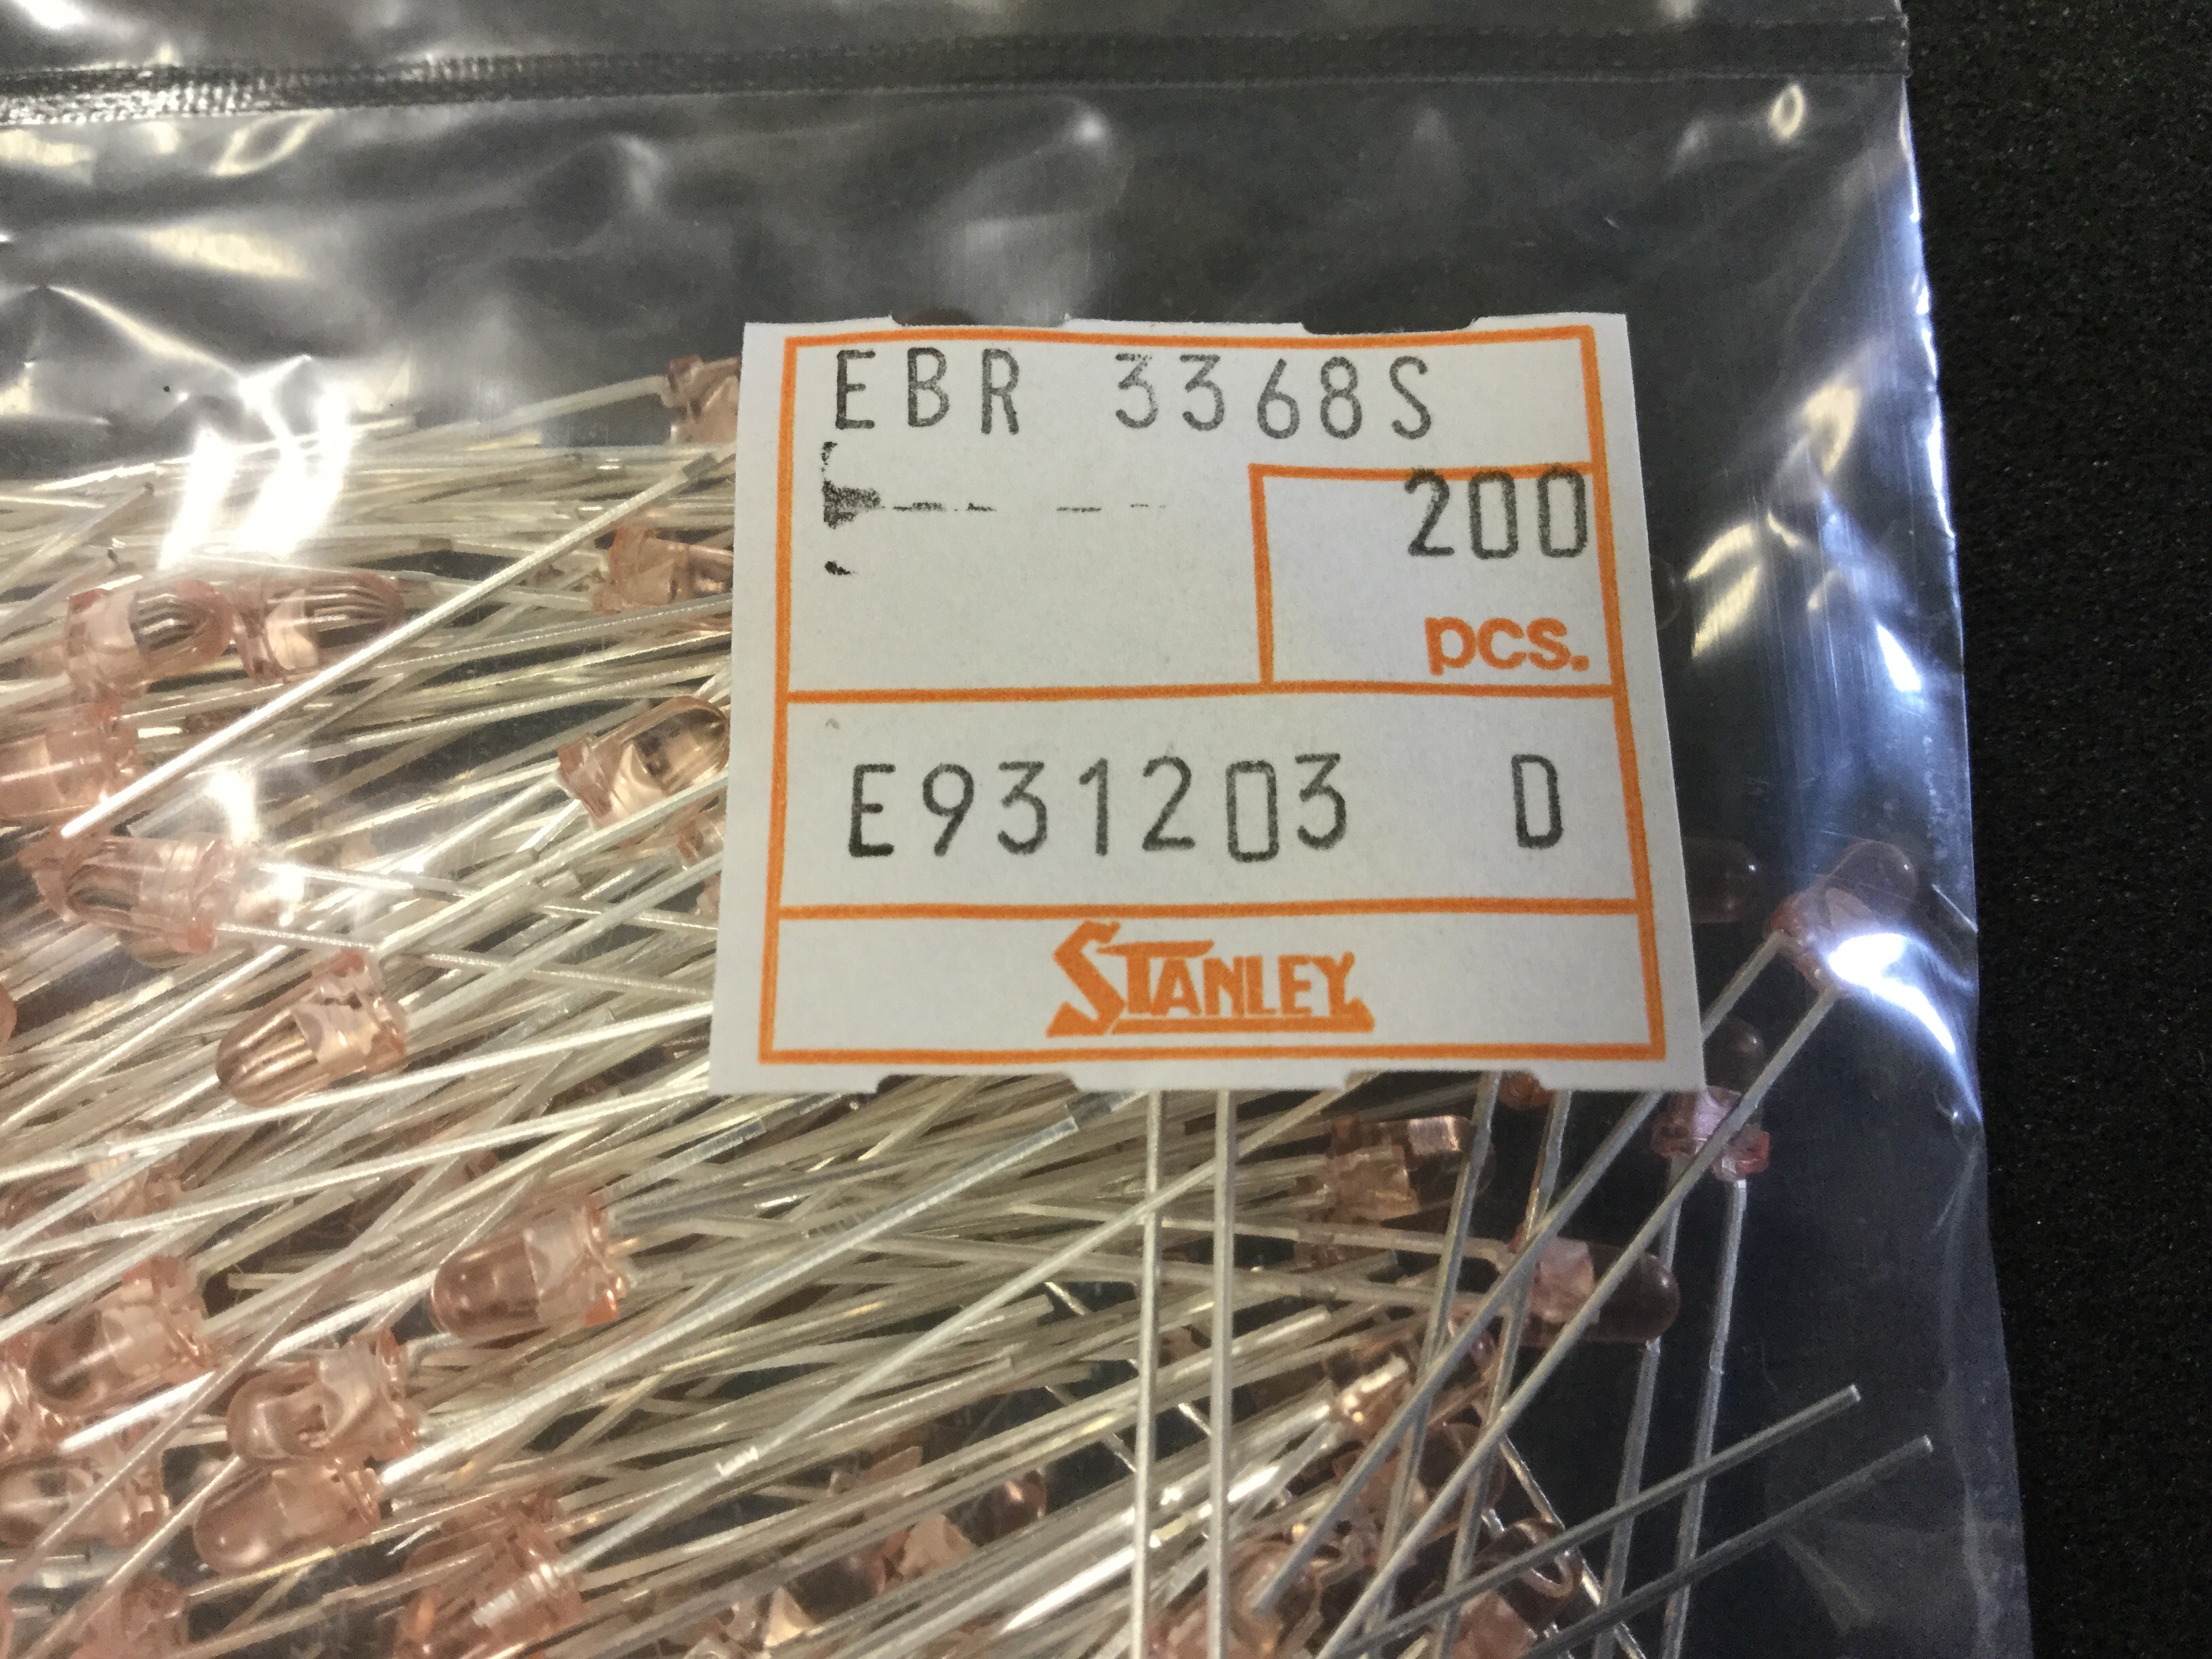 EBR 3368S
200
pcs.
E931203 D
STANLEY